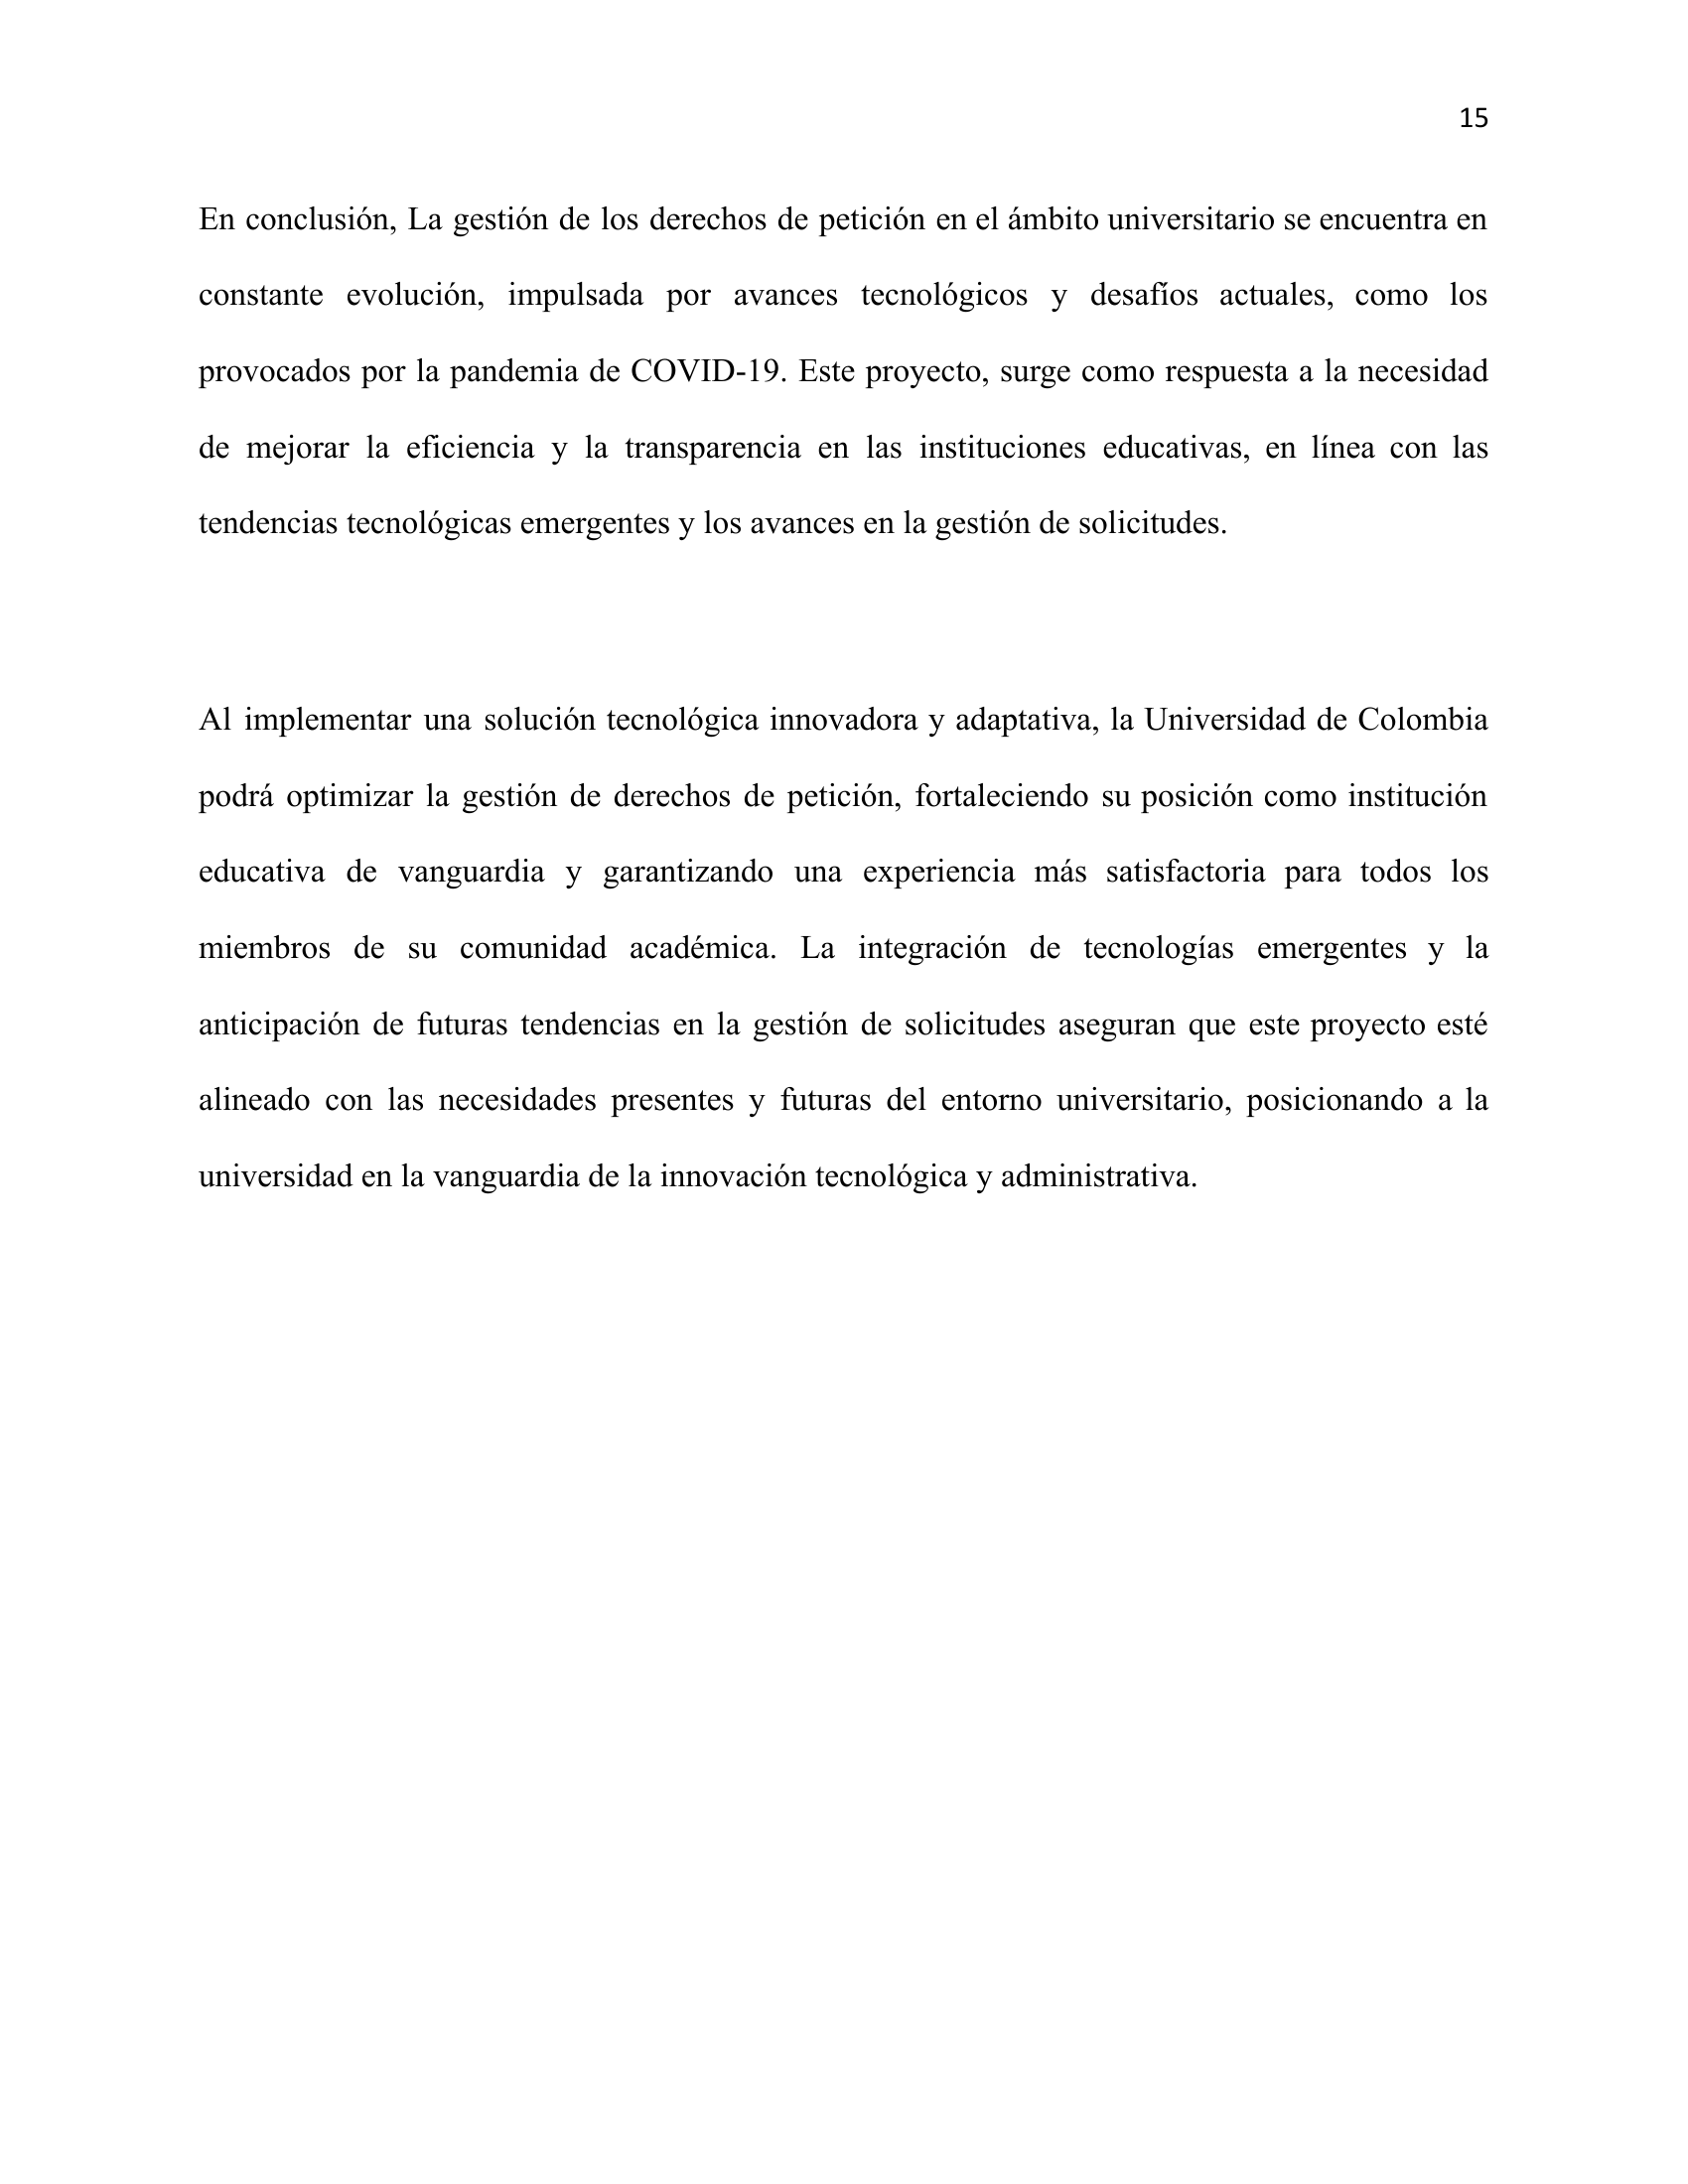 15
En conclusión, La gestión de los derechos de petición en el ámbito universitario se encuentra en
constante evolución, impulsada por avances tecnológicos y desafíos actuales, como los
provocados por la pandemia de COVID-19. Este proyecto, surge como respuesta a la necesidad
de mejorar la eficiencia y la transparencia en las instituciones educativas, en línea con las
tendencias tecnológicas emergentes y los avances en la gestión de solicitudes.
Al implementar una solución tecnológica innovadora y adaptativa, la Universidad de Colombia
podrá optimizar la gestión de derechos de petición, fortaleciendo su posición como institución
educativa de vanguardia y garantizando una experiencia más satisfactoria para todos los
miembros de su comunidad académica. La integración de tecnologías emergentes y la
anticipación de futuras tendencias en la gestión de solicitudes aseguran que este proyecto esté
alineado con las necesidades presentes y futuras del entorno universitario, posicionando a la
universidad en la vanguardia de la innovación tecnológica y administrativa.